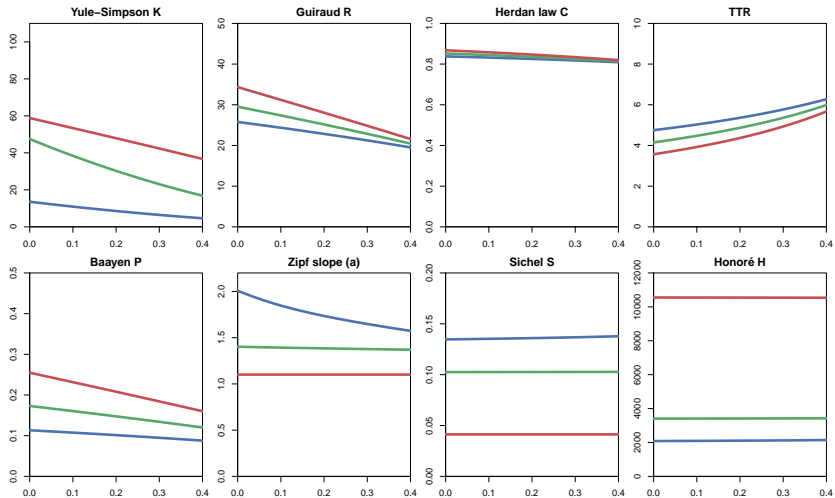 Yule−Simpson K
Guiraud R
Herdan law C
TTR
0 20 40 60 80 100
0 10 20 30 40 50
0.0 0.2 0.4 0.6 0.8 1.0
0 2 4 6 8 10
0.0 0.1 0.2 0.3 0.4
0.0 0.1 0.2 0.3 0.4
0.0 0.1 0.2 0.3 0.4
0.0 0.1 0.2 0.3 0.4
Baayen P
Zipf slope (a)
Sichel S
Honoré H
0.0 0.1 0.2 0.3 0.4 0.5
0.0 0.5 1.0 1.5 2.0
0.00 0.05 0.10 0.15 0.20
0 2000 4000 6000 8000 10000 12000
0.0 0.1 0.2 0.3 0.4
0.0 0.1 0.2 0.3 0.4
0.0 0.1 0.2 0.3 0.4
0.0 0.1 0.2 0.3 0.4